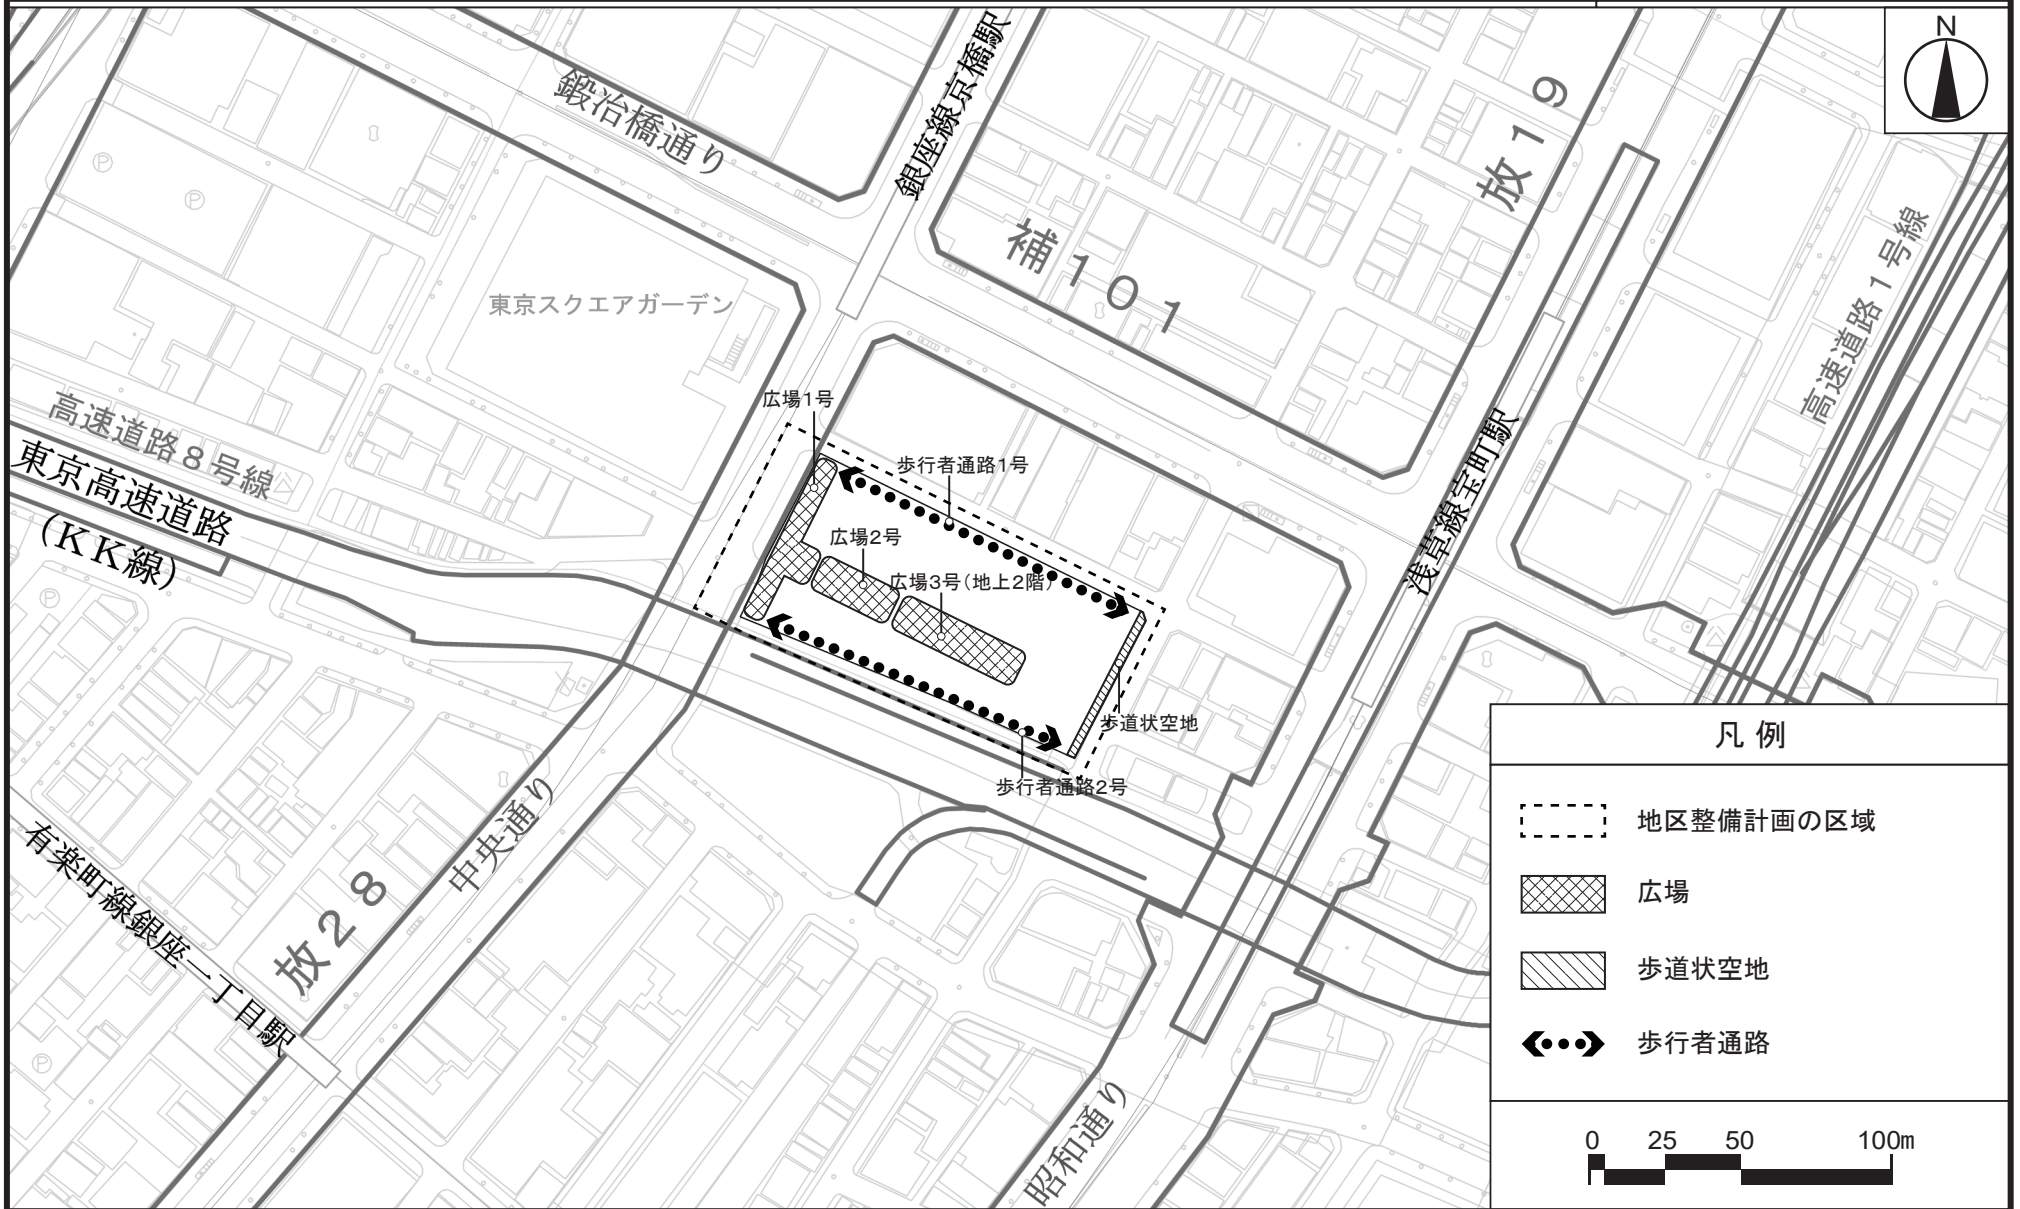 N
鍛冶橋通り
銀座線京橋駅
放19
補101
高速道路1号線
東京スクエアガーデン
P
P
広場1号
高速道路8号線
東京高速道路
(KK線)
歩行者通路1号
広場2号
広場3号(地上2階)
浅草線宝町駅
P
歩道状空地
歩行者通路2号
中央通り
有楽町線銀座一丁目駅
放28
P
昭和通り
凡例
地区整備計画の区域
広場
歩道状空地
歩行者通路
0 25 50 100m